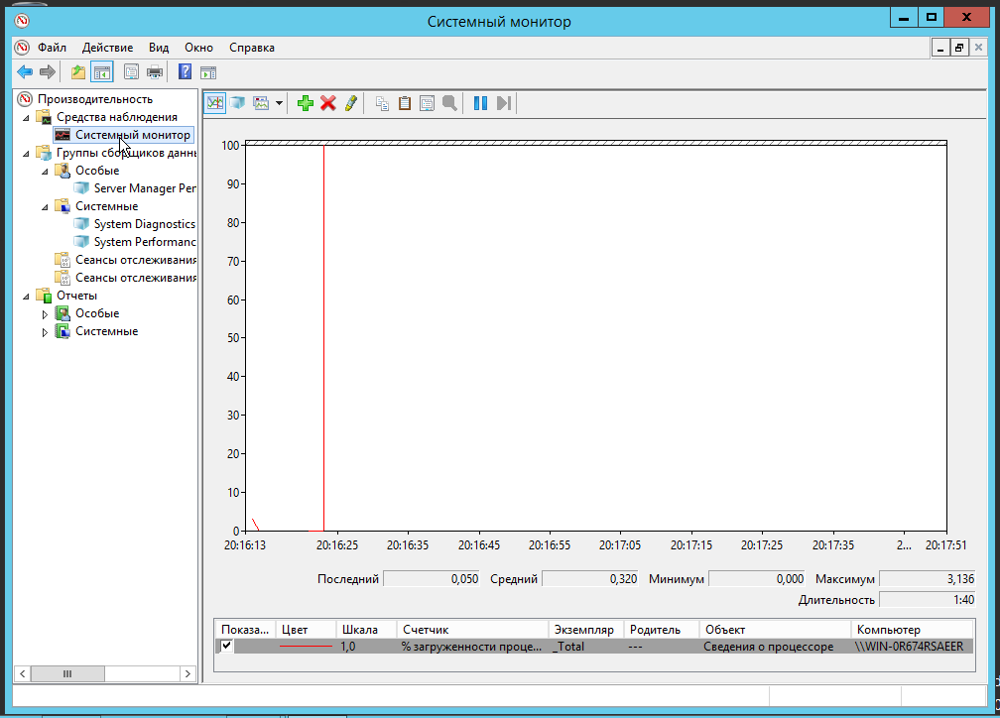 Системный монитор
Файл Действие Вид Окно Справка
Производительность
Средства наблюдения
Системный монитор
Группы сборщиков данны
Особые
Server Manager Per
Системные
System Diagnostics
System Performanc
Сеансы отслеживания
Сеансы отслеживания
Отчеты
Особые
Системные
100
90
80
70
60
50
40
30
20
10
0
20:16:13 20:16:25 20:16:35 20:16:45 20:16:55 20:17:05 20:17:15 20:17:25 20:17:35 2... 20:17:51
Последний 0,050 Средний 0,320 Минимум 0,000 Максимум 3,136
Длительность 1:40
Показа... Цвет Шкала Счетчик Экземпляр Родитель Объект Компьютер
1,0 % загруженности проце... _Total --- Сведения о процессоре \\WIN-0R674RSAEER